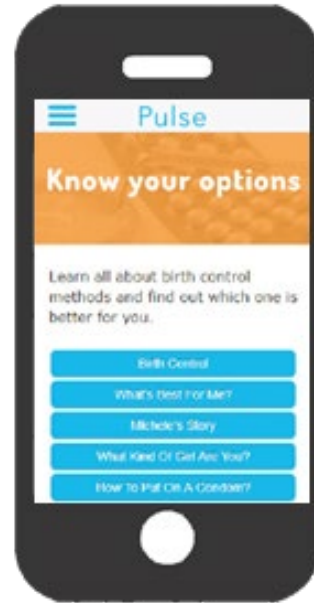 Pulse
Know your options
Learn all about birth control
methods and find out which one is
better for you.
Birth Control
What's Best For Me?
Michele's Story
What Kind Of Girl Are You?
How To Put On A Condom?